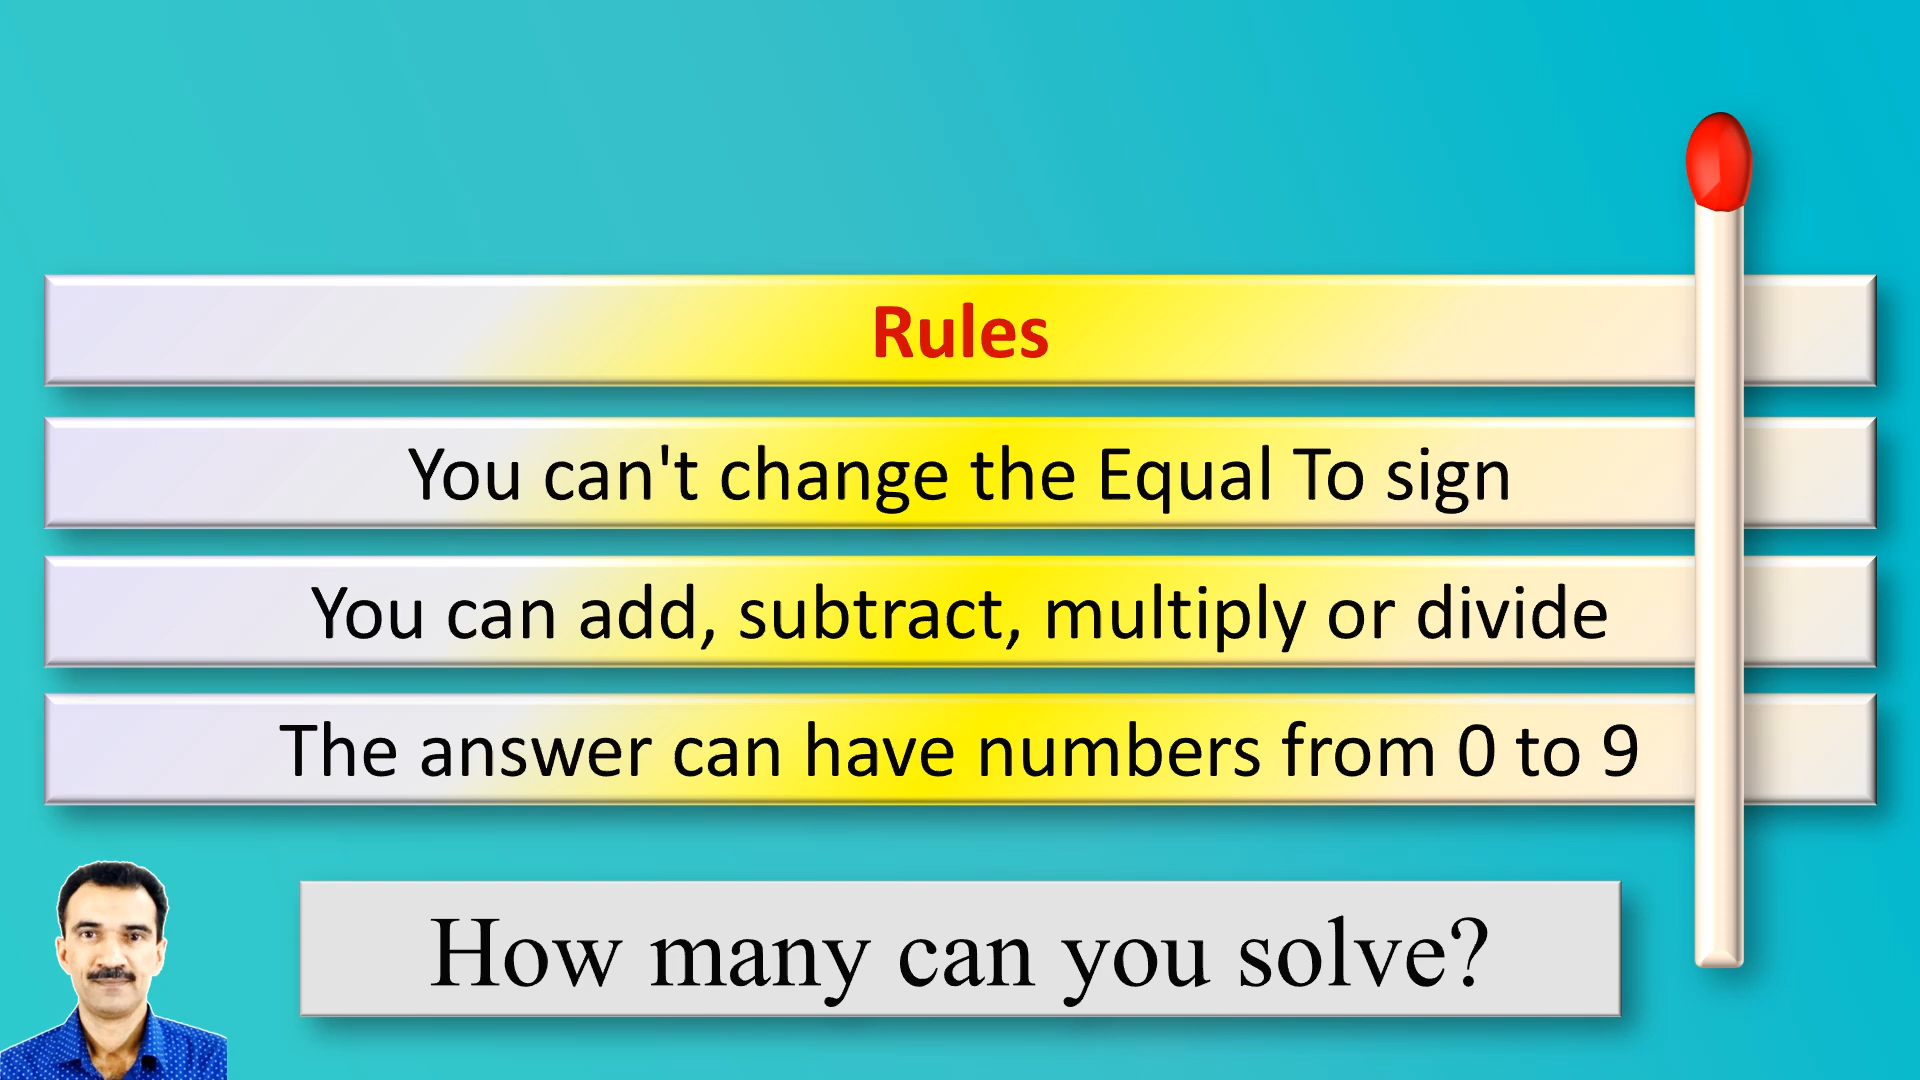 Rules
You can't change the Equal To sign
You can add, subtract, multiply or divide
The answer can have numbers from 0 to 9
How many can you solve?